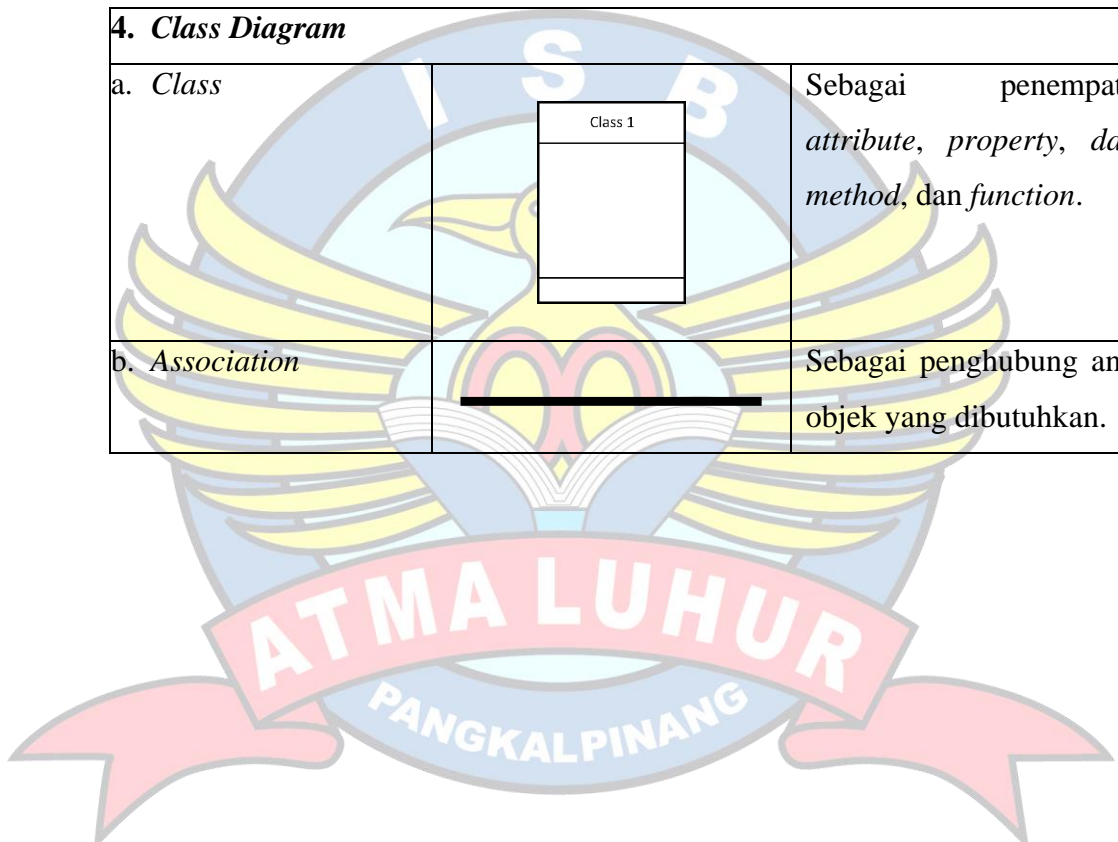 4. Class Diagram
a. Class
Class 1
Sebagai penempat
attribute, property, da
method, dan function.
b. Association
Sebagai penghubung an
objek yang dibutuhkan.
I S B
ATMA LUHUR
PANGKALPINANG